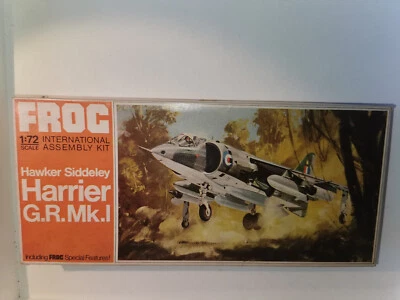 FROG
1:72 INTERNATIONAL
SCALE ASSEMBLY KIT
Hawker Siddeley
Harrier
G.R.Mk.I
Including FROG Special Features!